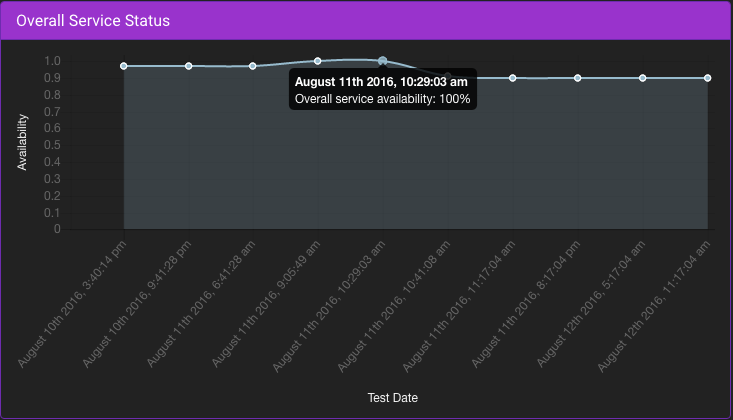 Overall Service Status
1.0
0.9
0.8
0.7
0.6
0.5
0.4
0.3
0.2
0.1
0
Availability
August 11th 2016, 10:29:03 am
Overall service availability: 100%
August 10th 2016, 3:40:14 pm
August 10th 2016, 9:41:28 pm
August 11th 2016, 6:41:28 am
August 11th 2016, 9:05:49 am
August 11th 2016, 10:29:03 am
August 11th 2016, 10:41:08 am
August 11th 2016, 11:17:04 am
August 11th 2016, 8:17:04 pm
August 12th 2016, 5:17:04 am
August 12th 2016, 11:17:04 am
Test Date